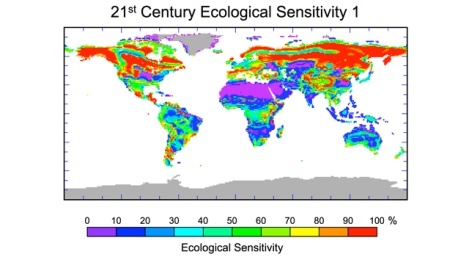 21st Century Ecological Sensitivity 1
0 10 20 30 40 50 60 70 80 90 100 %
Ecological Sensitivity